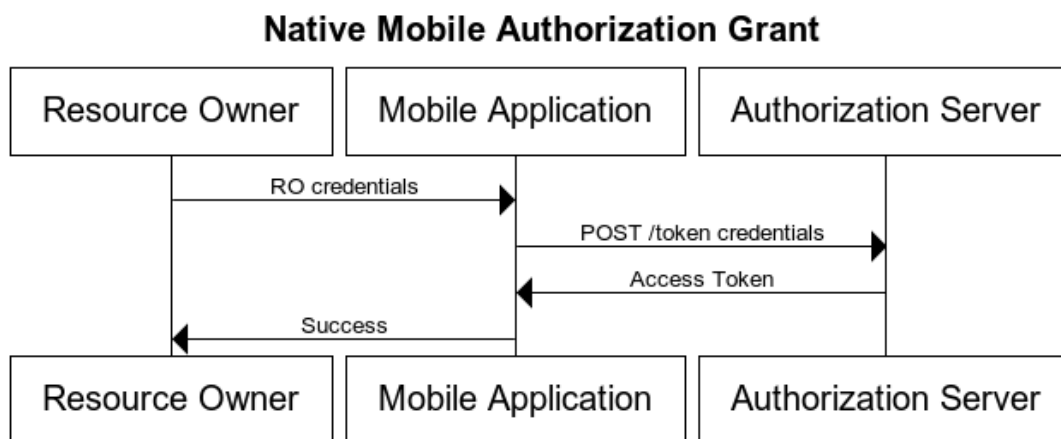 Native Mobile Authorization Grant
Resource Owner
Mobile Application
Authorization Server
RO credentials
POST /token credentials
Access Token
Success
Resource Owner
Mobile Application
Authorization Server